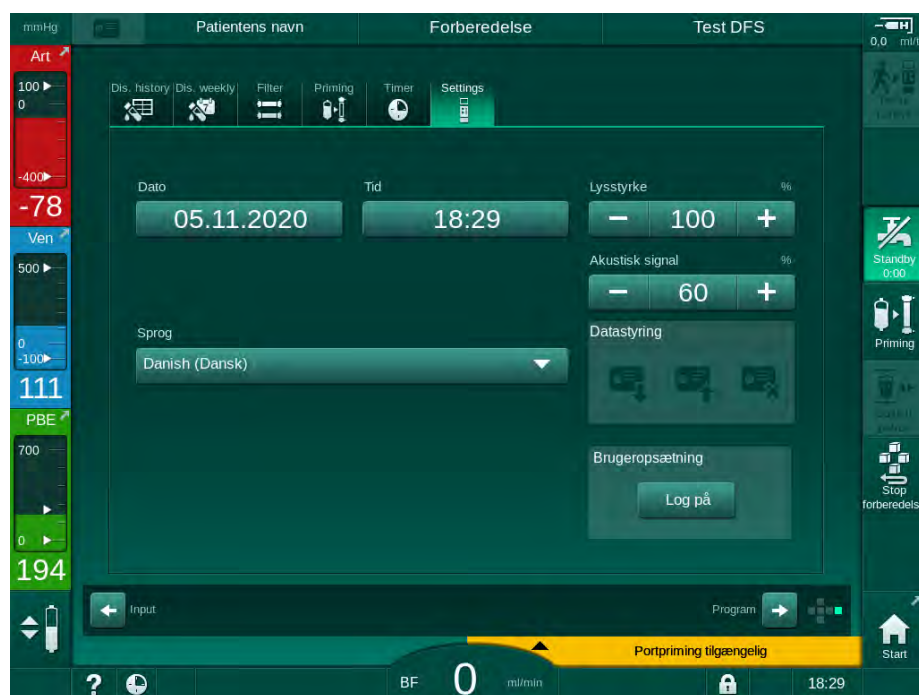 mmHg
Patientens navn
Forberedelse
Test DFS
0,0 ml/
Art
100
0
-400
-78
Ven
500
0
-100
111
PBE
700
0
194
Dis. history
Dis. weekly
Filter
Priming
Timer
Settings
Dato
Tid
Lysstyrke %
05.11.2020
18:29
− 100 +
Akustisk signal %
− 60 +
Sprog
Danish (Dansk)
Datastyring
Brugeropsætning
Log på
Standby
0:00
Priming
Stop
forberedels
Input
Program
Portpriming tilgængelig
Start
? BF 0 ml/min
18:29